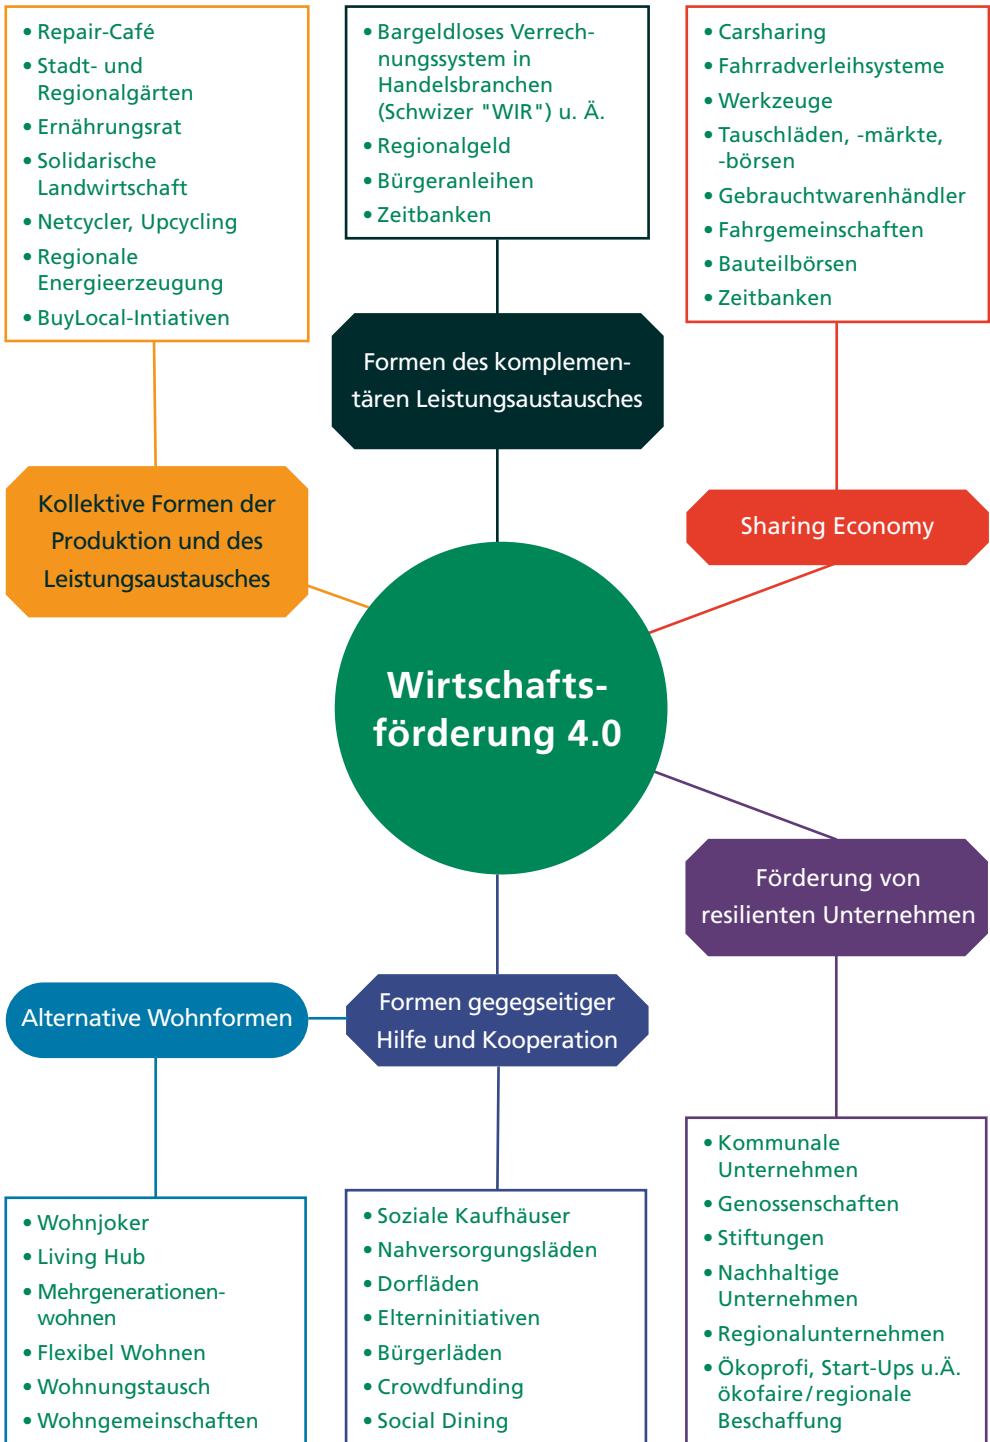 • Repair-Café
• Stadt- und
Regionalgärten
• Ernährungsrat
• Solidarische
Landwirtschaft
• Netcycler, Upcycling
• Regionale
Energieerzeugung
• BuyLocal-Intiativen
• Bargeldloses Verrech-
nungssystem in
Handelsbranchen
(Schwizer "WIR") u. Ä.
• Regionalgeld
• Bürgeranleihen
• Zeitbanken
• Carsharing
• Fahrradverleihsysteme
• Werkzeuge
• Tauschläden, -märkte,
-börsen
• Gebrauchtwarenhändler
• Fahrgemeinschaften
• Bauteilbörsen
• Zeitbanken
Formen des komplemen-
tären Leistungsaustausches
Kollektive Formen der
Produktion und des
Leistungsaustausches
Sharing Economy
Wirtschafts-
förderung 4.0
Förderung von
resilienten Unternehmen
Alternative Wohnformen
Formen gegegseitiger
Hilfe und Kooperation
• Wohnjoker
• Living Hub
• Mehrgenerationen-
wohnen
• Flexibel Wohnen
• Wohnungstausch
• Wohngemeinschaften
• Soziale Kaufhäuser
• Nahversorgungsläden
• Dorfläden
• Elterninitiativen
• Bürgerläden
• Crowdfunding
• Social Dining
• Kommunale
Unternehmen
• Genossenschaften
• Stiftungen
• Nachhaltige
Unternehmen
• Regionalunternehmen
• Ökoprofi, Start-Ups u.Ä.
ökofaire/regionale
Beschaffung